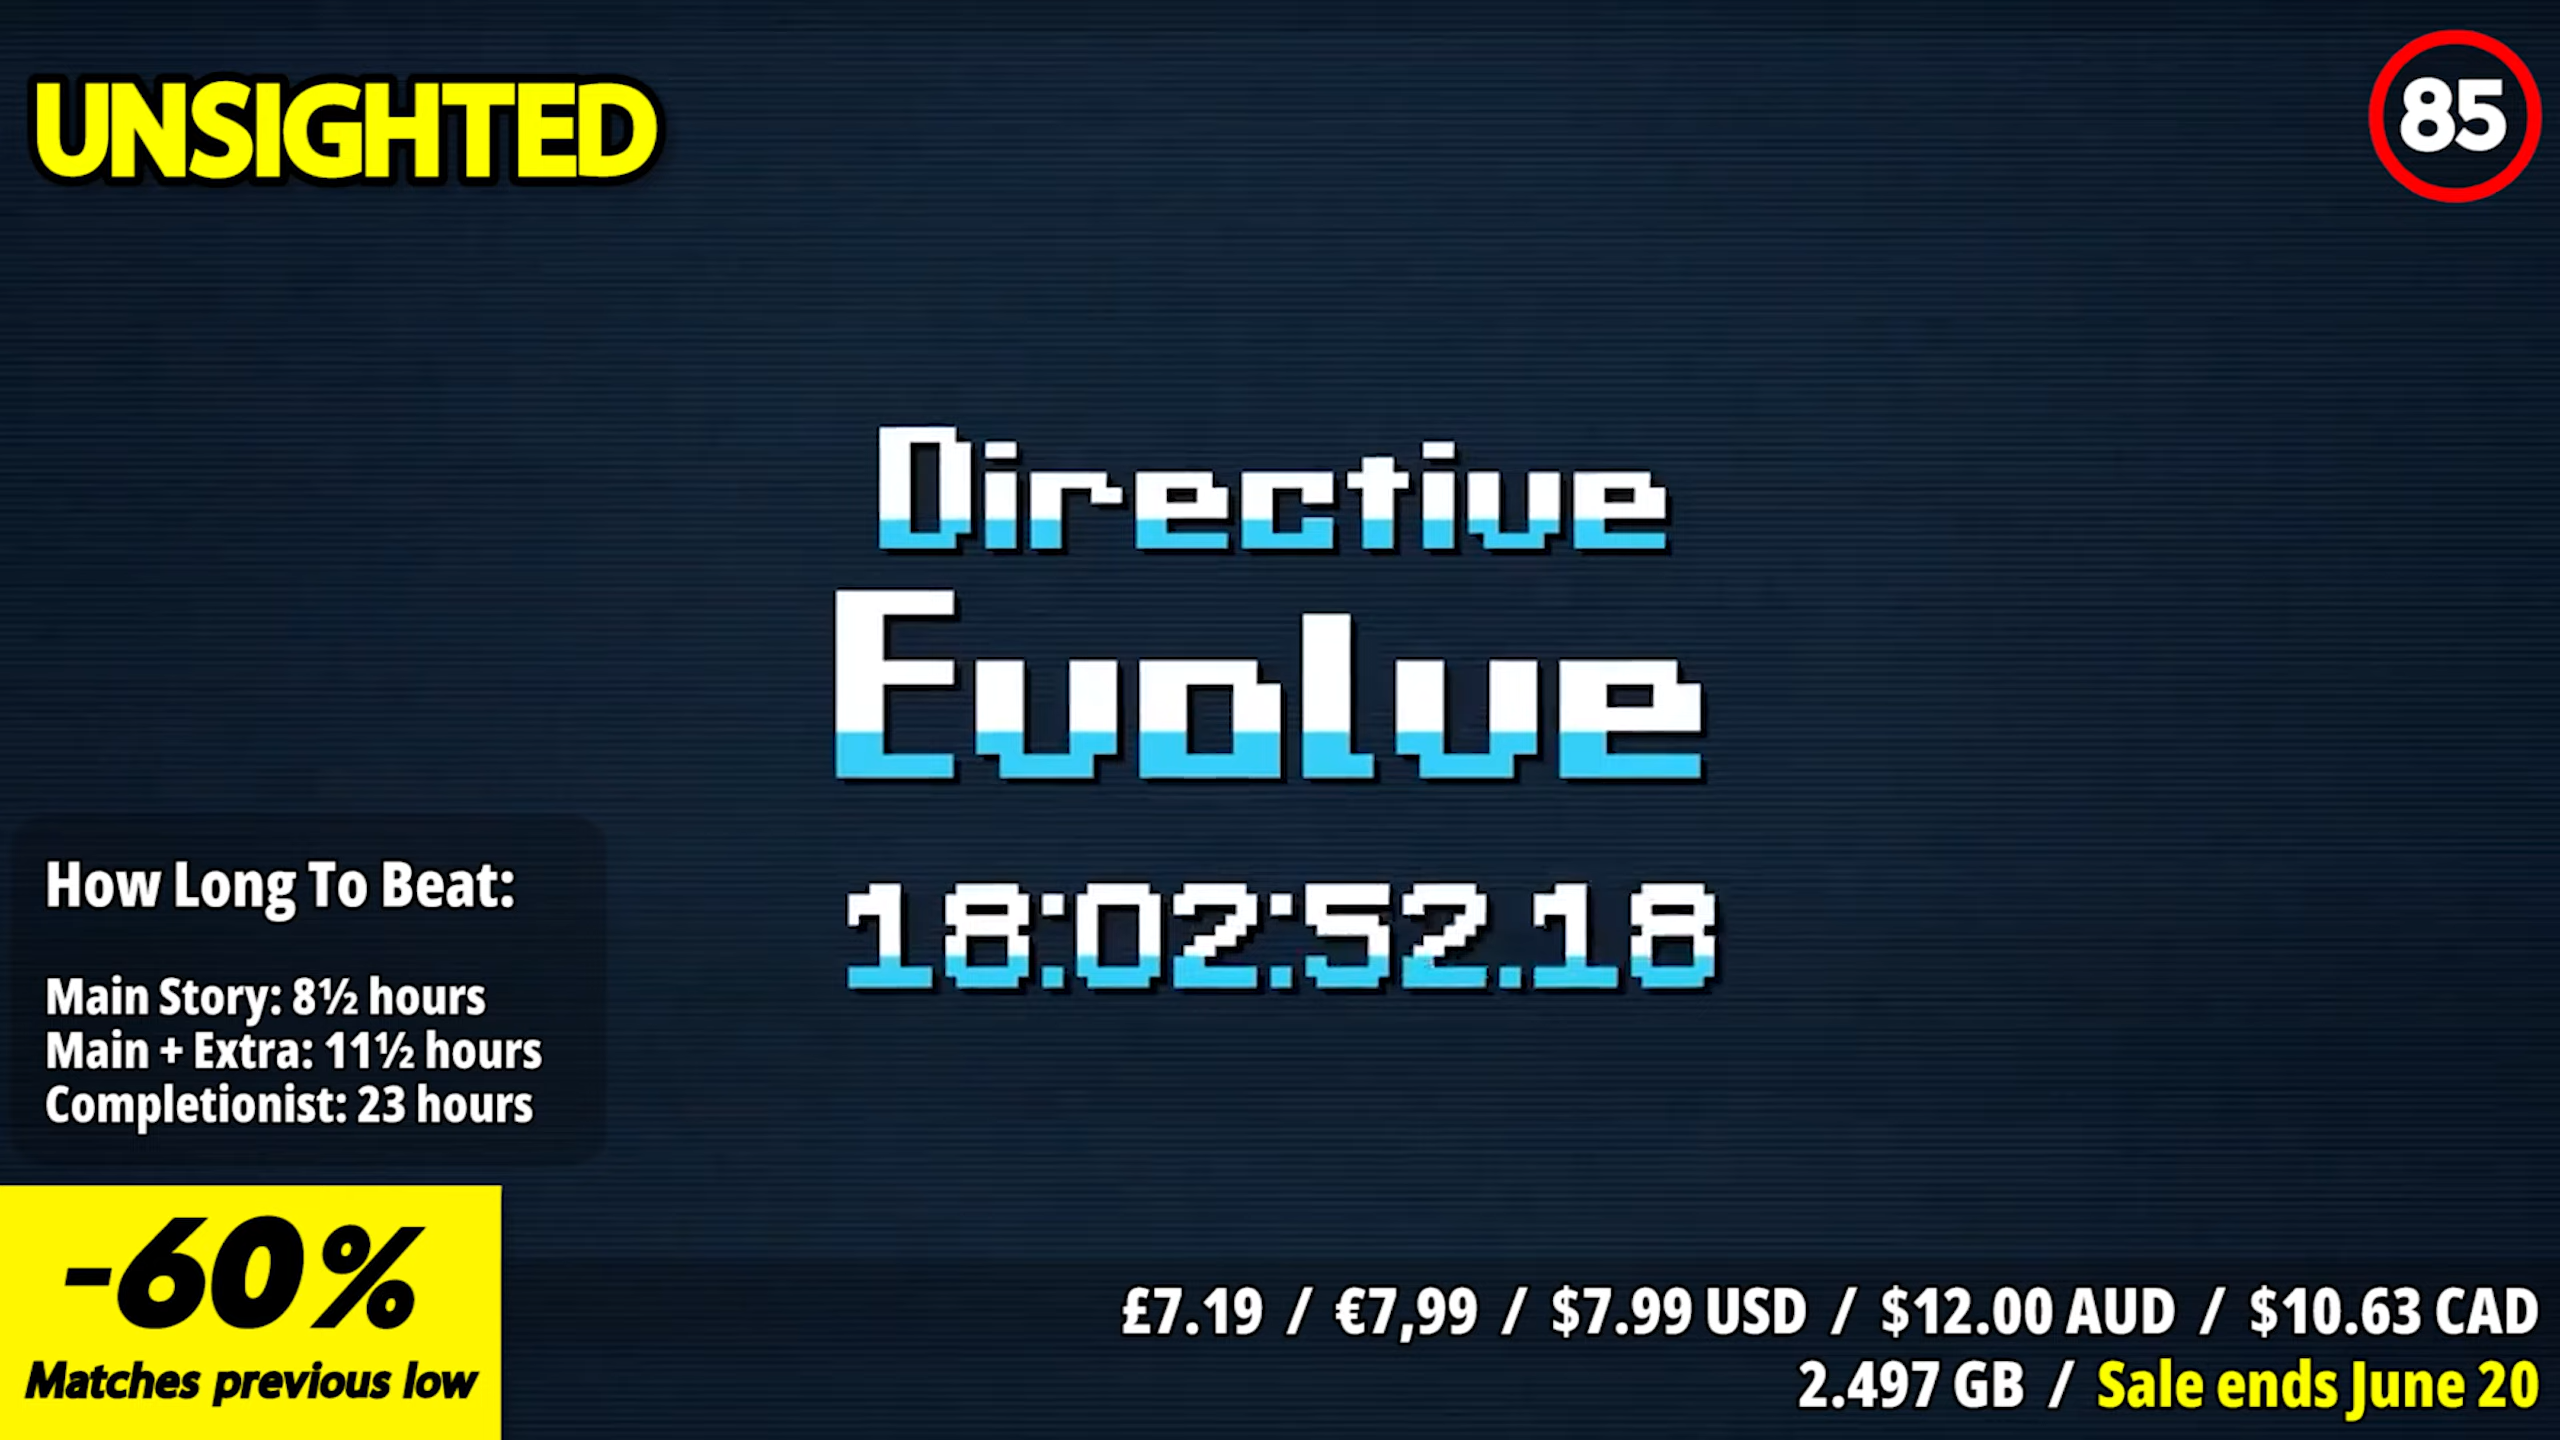 UNSIGHTED
85
Directive
Evolve
18:02:52.18
How Long To Beat:
Main Story: 8½ hours
Main + Extra: 11½ hours
Completionist: 23 hours
-60%
Matches previous low
£7.19 / €7,99 / $7.99 USD / $12.00 AUD / $10.63 CAD
2.497 GB / Sale ends June 20